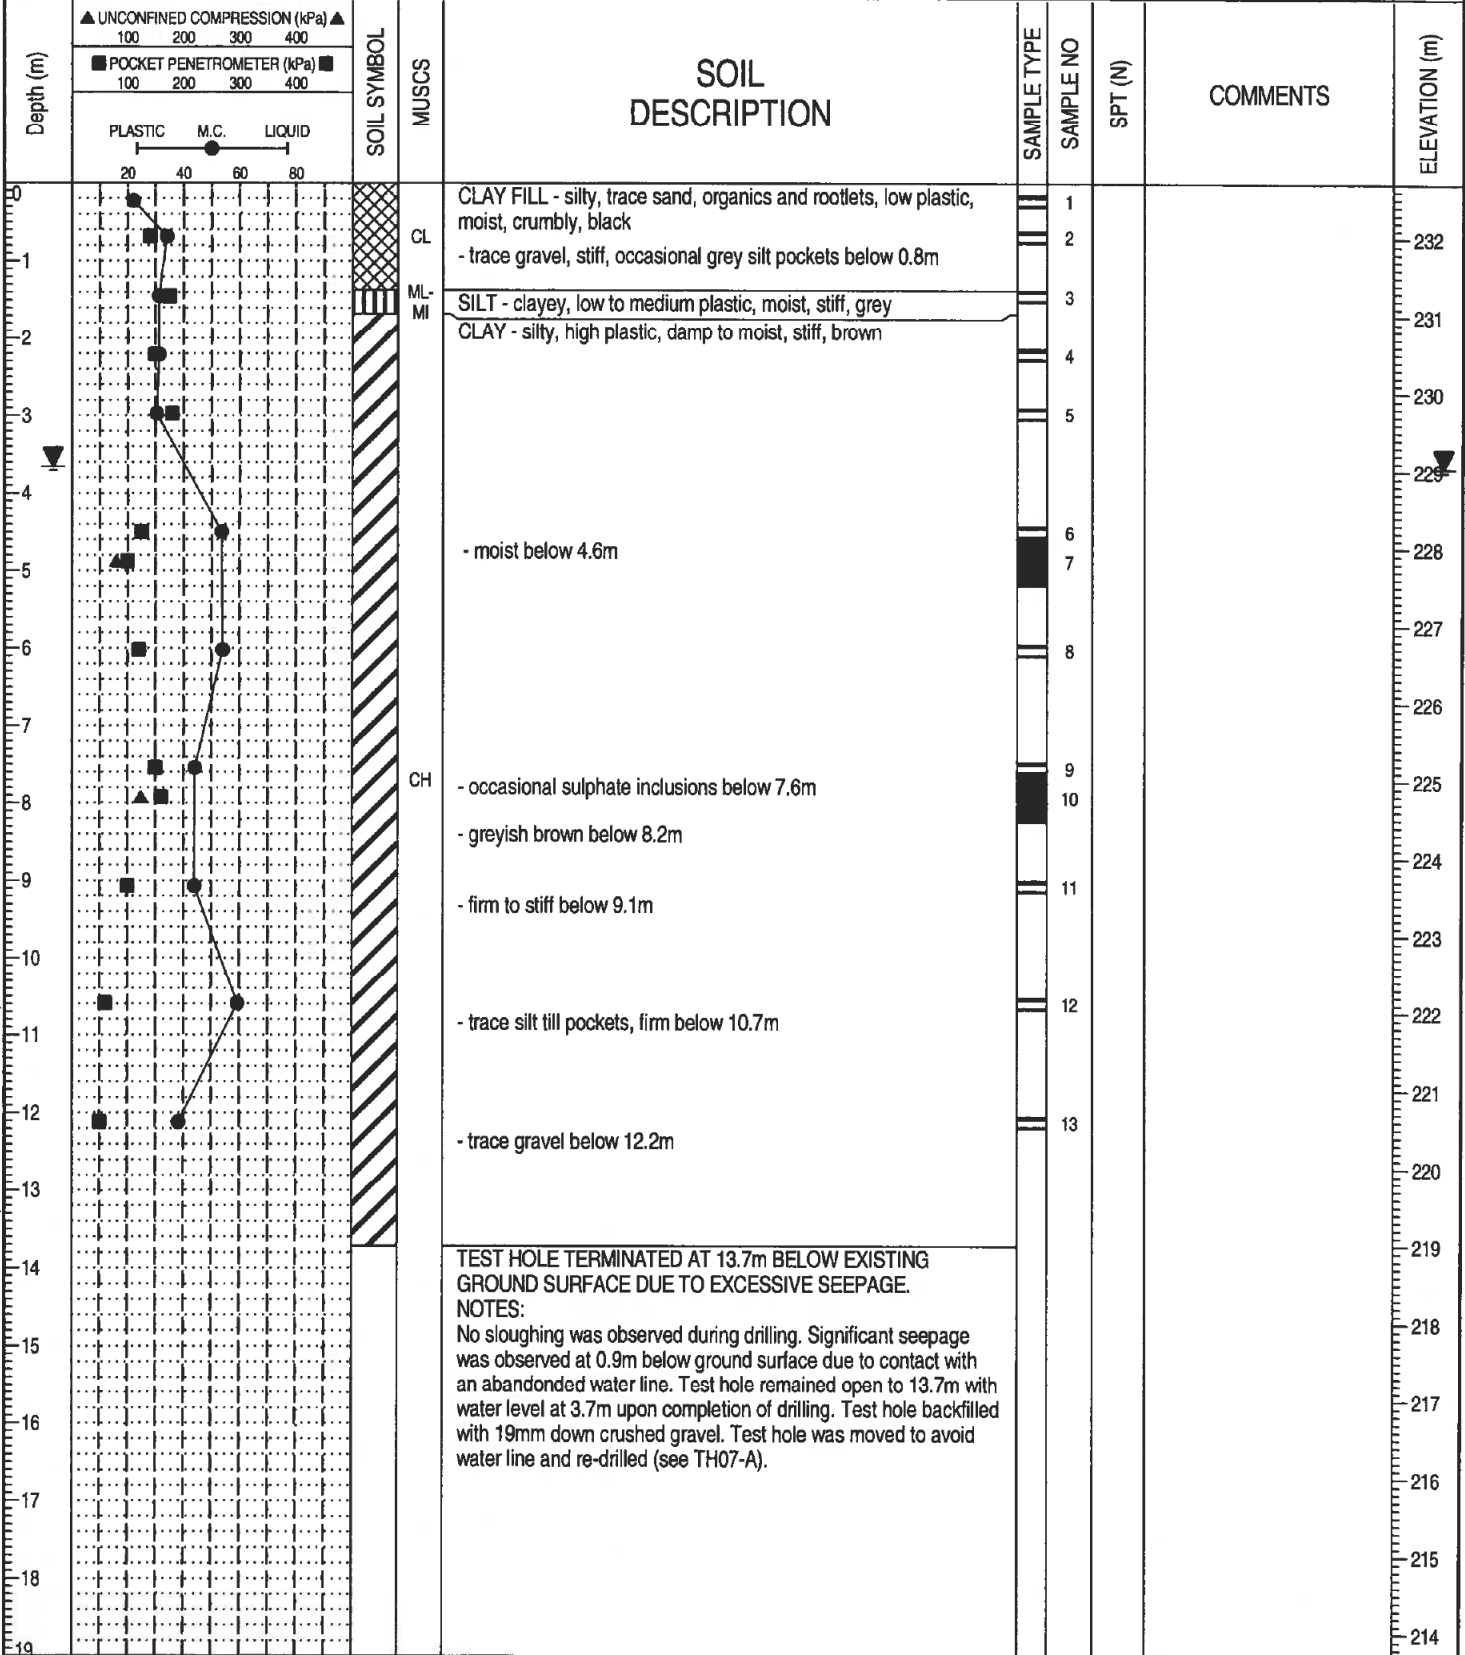 ▲ UNCONFINED COMPRESSION (kPa) ▲
100 200 300 400
■ POCKET PENETROMETER (kPa) ■
100 200 300 400
PLASTIC M.C. LIQUID
20 40 60 80
Depth (m)
SOIL SYMBOL
MUSCS
SOIL
DESCRIPTION
SAMPLE TYPE
SAMPLE NO
SPT (N)
COMMENTS
ELEVATION (m)
0
1
2
3
4
5
6
7
8
9
10
11
12
13
14
15
16
17
18
19
CL
ML-
MI
CH
CLAY FILL - silty, trace sand, organics and rootlets, low plastic,
moist, crumbly, black
- trace gravel, stiff, occasional grey silt pockets below 0.8m
SILT - clayey, low to medium plastic, moist, stiff, grey
CLAY - silty, high plastic, damp to moist, stiff, brown
- moist below 4.6m
- occasional sulphate inclusions below 7.6m
- greyish brown below 8.2m
- firm to stiff below 9.1m
- trace silt till pockets, firm below 10.7m
- trace gravel below 12.2m
TEST HOLE TERMINATED AT 13.7m BELOW EXISTING
GROUND SURFACE DUE TO EXCESSIVE SEEPAGE.
NOTES:
No sloughing was observed during drilling. Significant seepage
was observed at 0.9m below ground surface due to contact with
an abandonded water line. Test hole remained open to 13.7m with
water level at 3.7m upon completion of drilling. Test hole backfilled
with 19mm down crushed gravel. Test hole was moved to avoid
water line and re-drilled (see TH07-A).
1
2
3
4
5
6
7
8
9
10
11
12
13
232
231
230
229
228
227
226
225
224
223
222
221
220
219
218
217
216
215
214